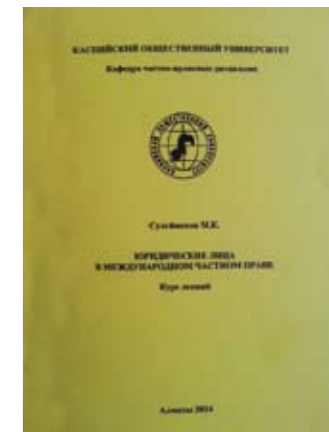 КАСПИЙСКИЙ ОБЩЕСТВЕННЫЙ УНИВЕРСИТЕТ
Кафедра частно-правовых дисциплин
Сулейменов М.К.
ЮРИДИЧЕСКИЕ ЛИЦА
В МЕЖДУНАРОДНОМ ЧАСТНОМ ПРАВЕ
Курс лекций
Алматы 2014